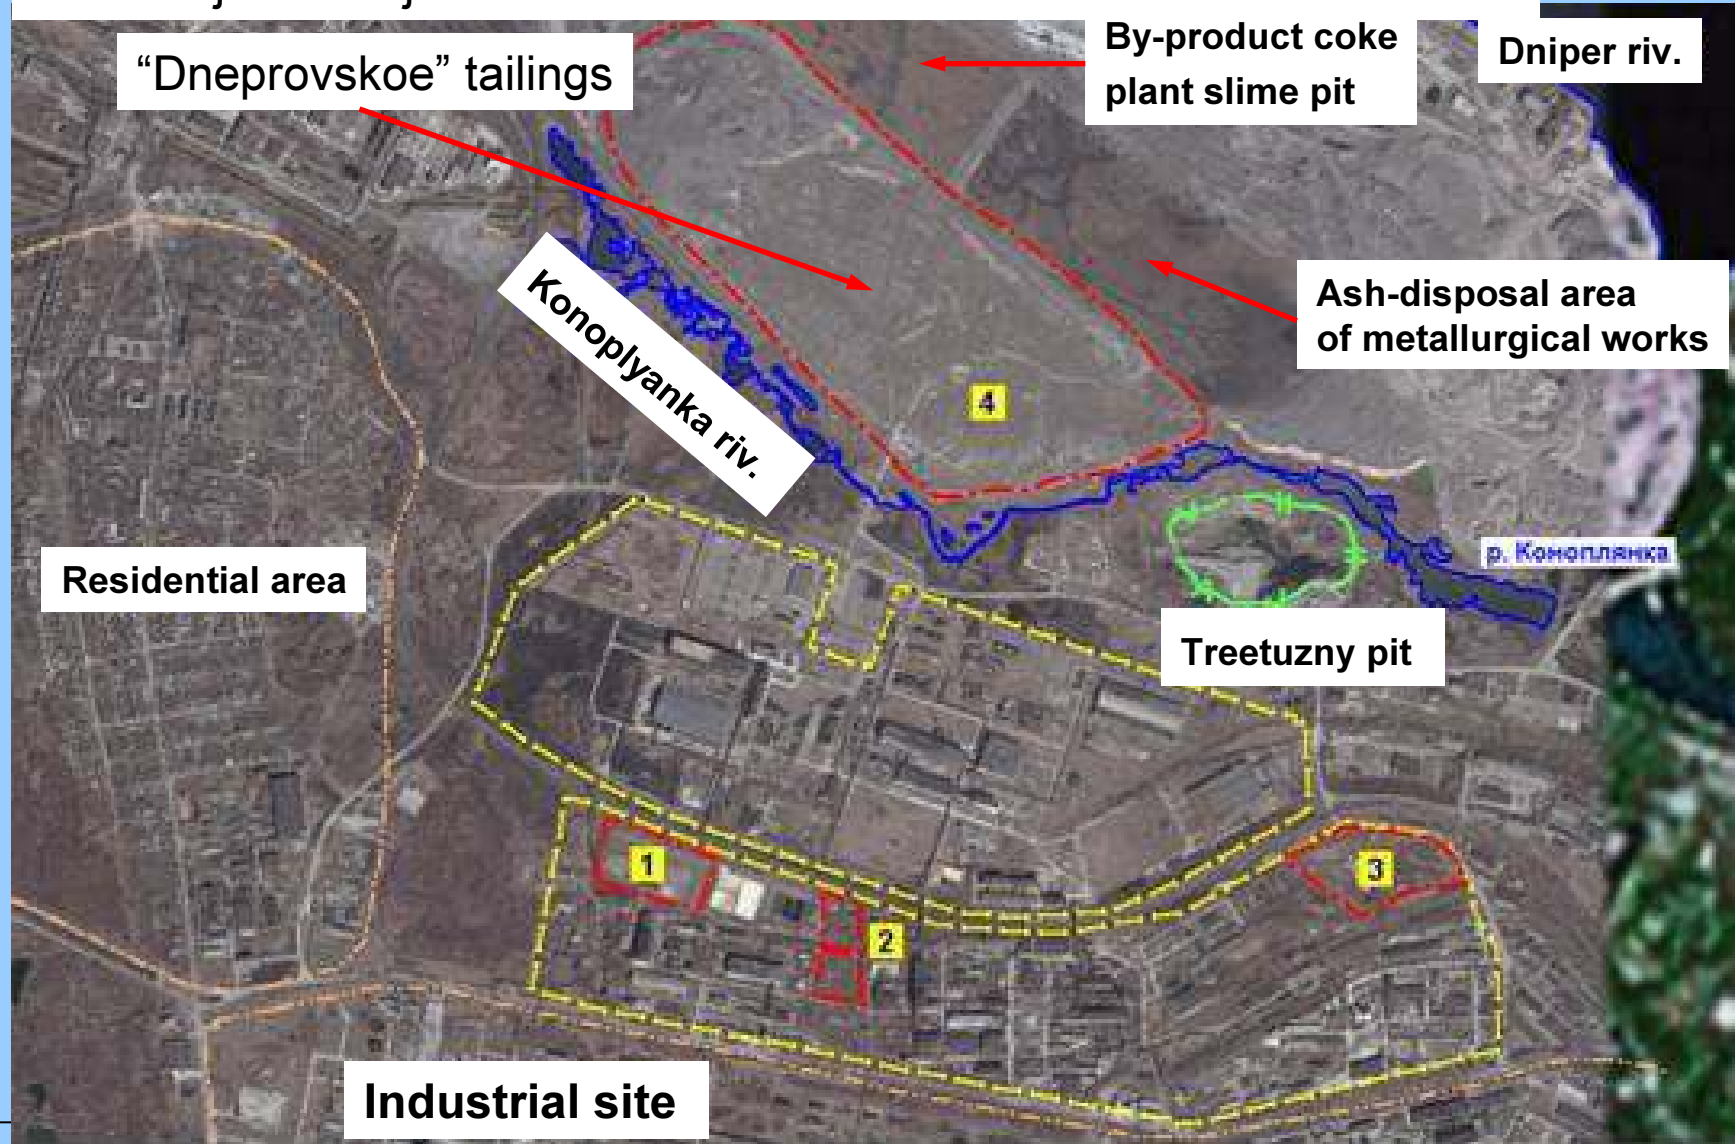 “Dneprovskoe” tailings
By-product coke
plant slime pit
Dniper riv.
Ash-disposal area
of metallurgical works
Konoplyanka riv.
4
р. Коноплянка
Residential area
Treetuzny pit
1
2
3
Industrial site